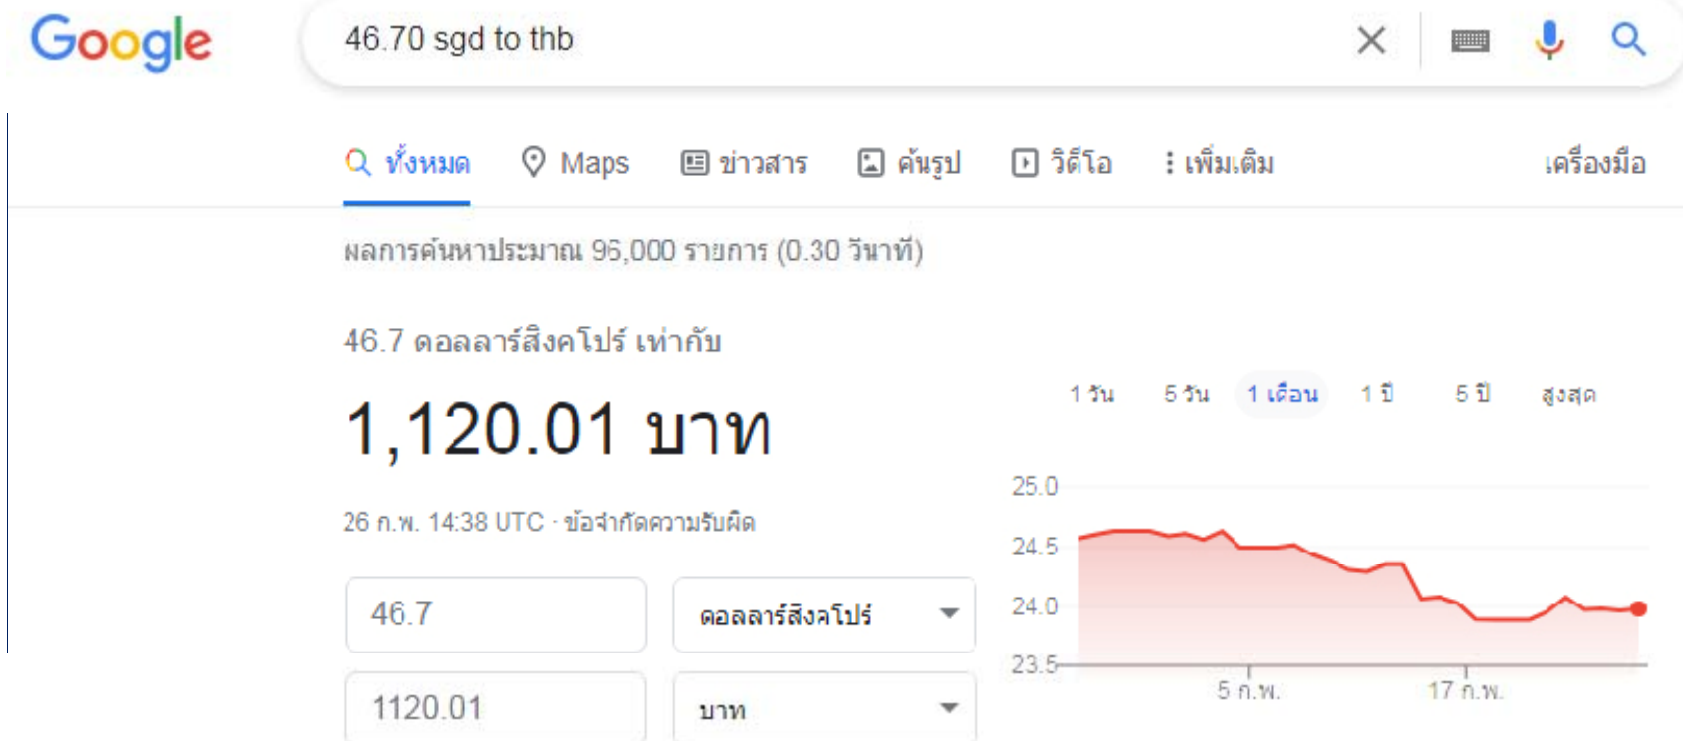 Google
46.70 sgd to thb
ทั้งหมด Maps ข่าวสาร ค้นรูป วิดีโอ เพิ่มเติม เครื่องมือ
ผลการค้นหาประมาณ 96,000 รายการ (0.30 วินาที)
46.7 ดอลลาร์สิงคโปร์ เท่ากับ
1,120.01 บาท
26 ก.พ. 14:38 UTC · ข้อจำกัดความรับผิด
46.7 ดอลลาร์สิงคโปร์
1120.01 บาท
1 วัน 5 วัน 1 เดือน 1 ปี 5 ปี สูงสุด
25.0
24.5
24.0
23.5
5 ก.พ. 17 ก.พ.